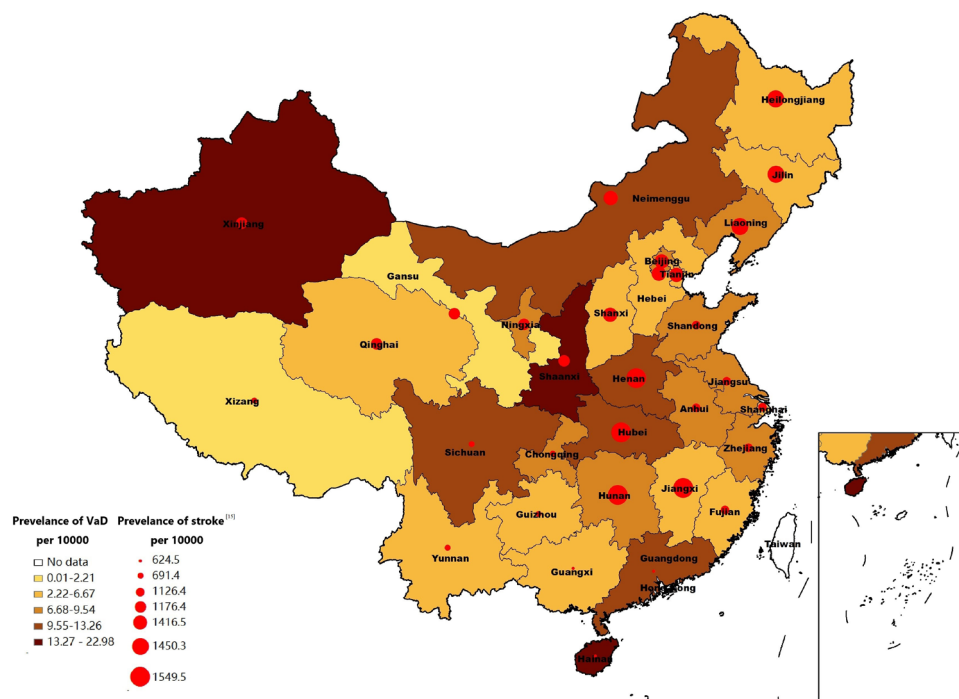 Heilongjiang
Jilin
Neimenggu
Liaoning
Xinjiang
Beijing
Tianjin
Gansu
Hebei
Shanxi
Ningxia
Shandong
Qinghai
Shaanxi
Henan
Jiangsu
Xizang
Anhui
Shanghai
Hubei
Sichuan
Chongqing
Zhejiang
Hunan
Jiangxi
Guizhou
Fujian
Yunnan
Guangxi
Guangdong
Taiwan
Hong Kong
Hainan
Prevelance of VaD
per 10000
No data
0.01-2.21
2.22-6.67
6.68-9.54
9.55-13.26
13.27 - 22.98
Prevelance of stroke [35]
per 10000
624.5
691.4
1126.4
1176.4
1416.5
1450.3
1549.5